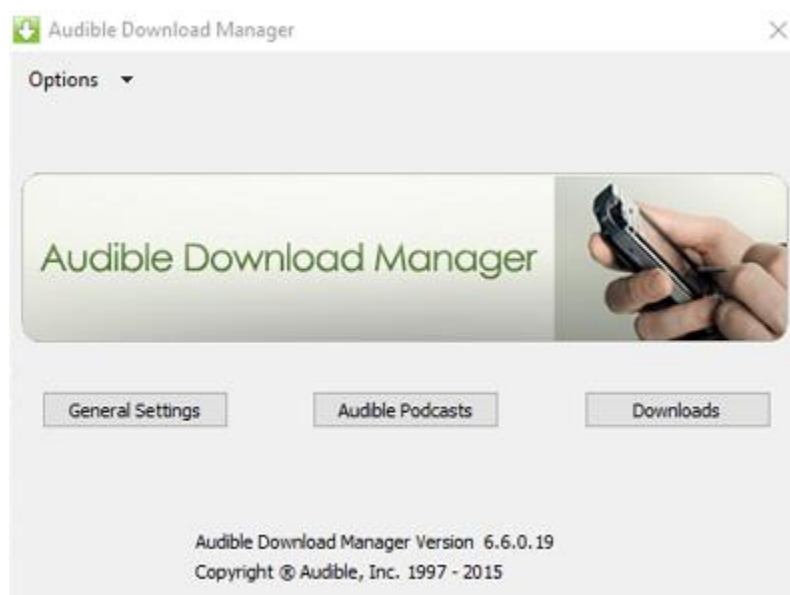 Audible Download Manager
Options
Audible Download Manager
General Settings
Audible Podcasts
Downloads
Audible Download Manager Version 6.6.0.19
Copyright ® Audible, Inc. 1997 - 2015